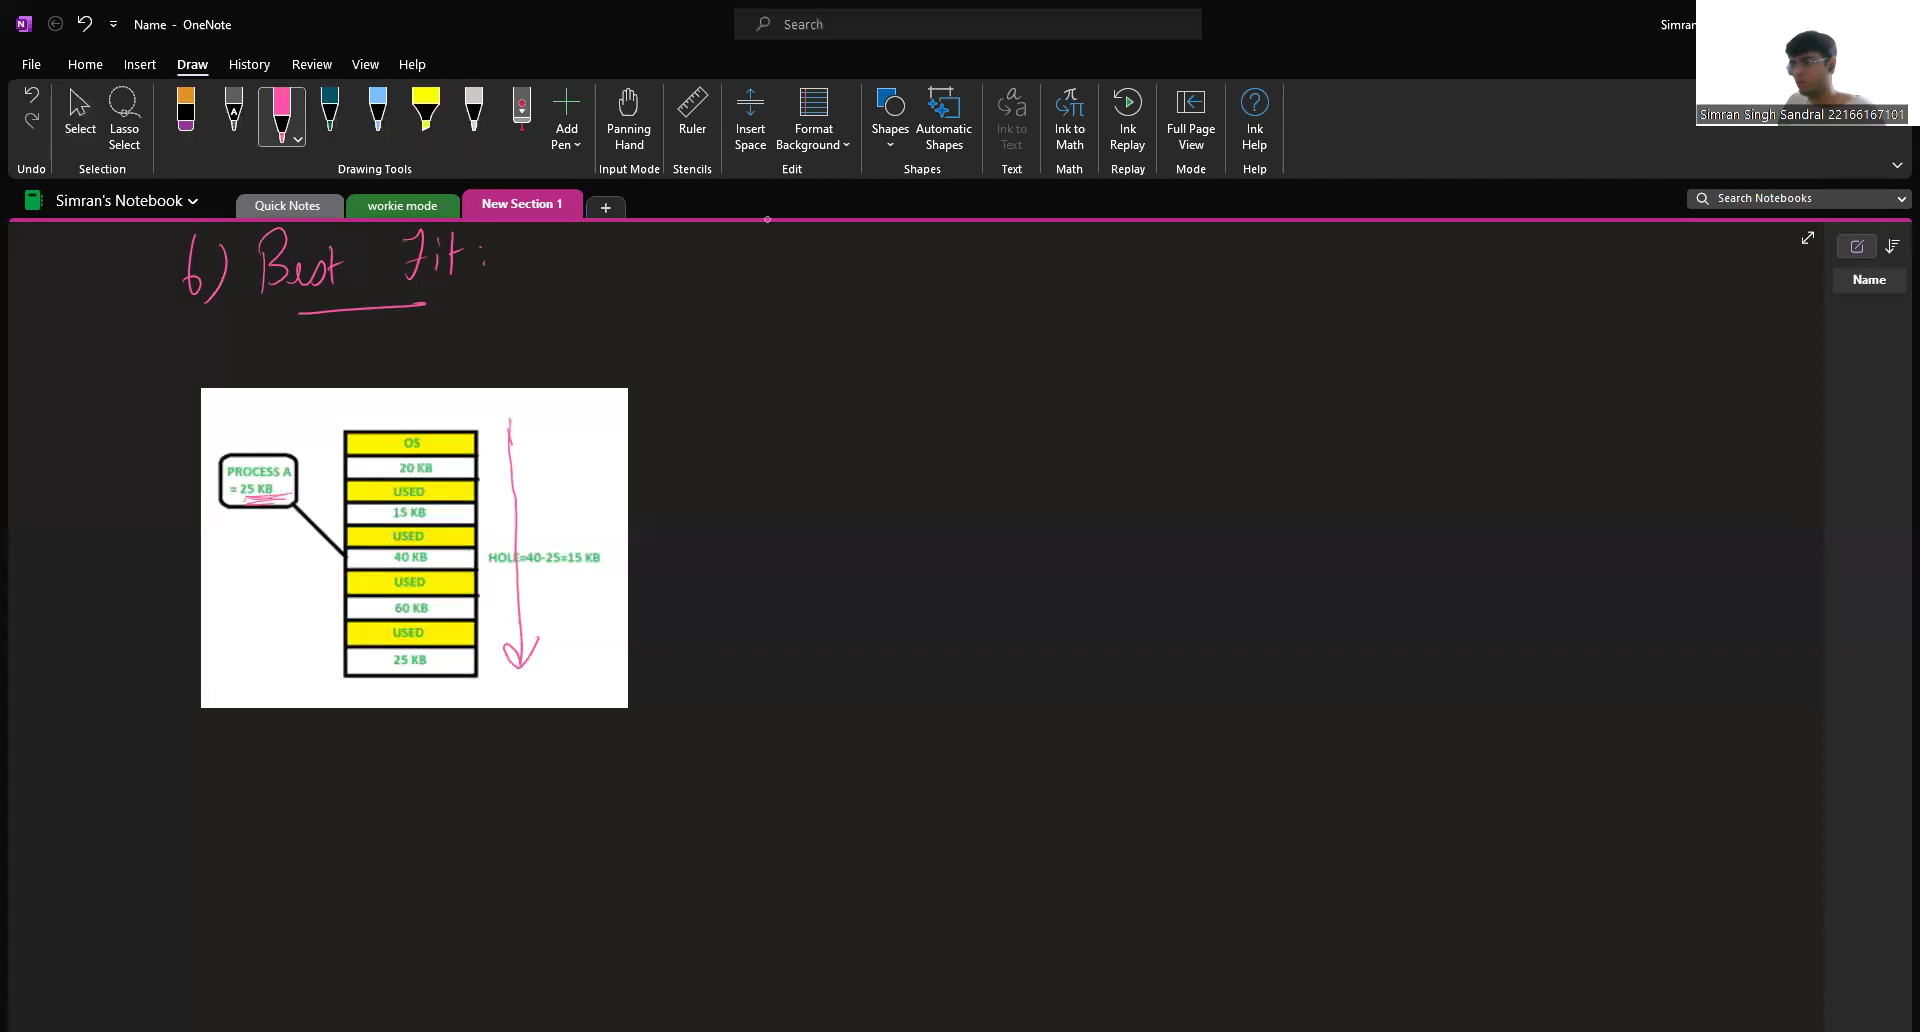 Name - OneNote
Search
Simran
File Home Insert Draw History Review View Help
Simran Singh Sandral 22166167101
Select
Lasso Select
Add Pen
Panning Hand
Ruler
Insert Space
Format Background
Shapes
Automatic Shapes
Ink to Text
Ink to Math
Ink Replay
Full Page View
Ink Help
Undo Selection Drawing Tools Input Mode Stencils Edit Shapes Text Math Replay Mode Help
Simran's Notebook
Quick Notes workie mode New Section 1
Search Notebooks
Name
6) Best Fit:
OS
PROCESS A
= 25 KB
20 KB
USED
15 KB
USED
40 KB
HOLE=40-25=15 KB
USED
60 KB
USED
25 KB